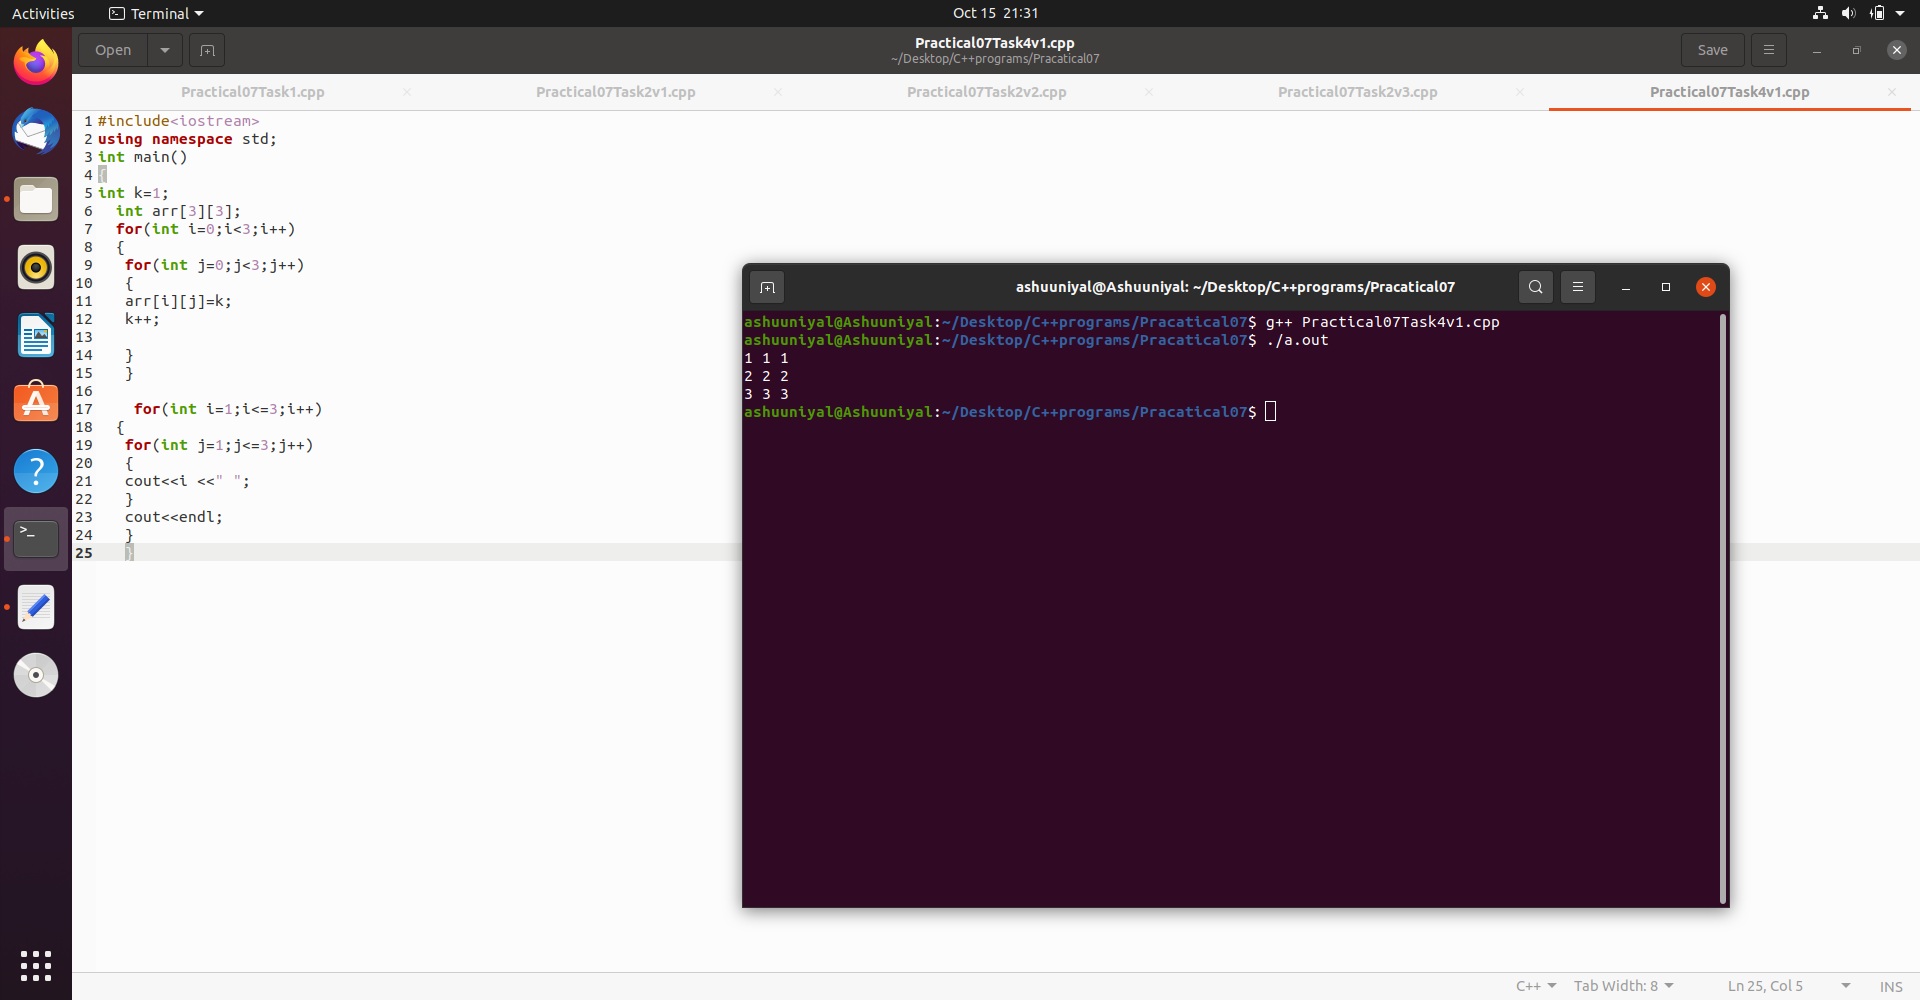 Activities Terminal Oct 15 21:31
Open Practical07Task4v1.cpp Save
~/Desktop/C++programs/Pracatical07
Practical07Task1.cpp Practical07Task2v1.cpp Practical07Task2v2.cpp Practical07Task2v3.cpp Practical07Task4v1.cpp
1 #include<iostream>
2 using namespace std;
3 int main()
4 {
5 int k=1;
6 int arr[3][3];
7 for(int i=0;i<3;i++)
8 {
9 for(int j=0;j<3;j++)
10 {
11 arr[i][j]=k;
12 k++;
13
14 }
15 }
16
17 for(int i=1;i<=3;i++)
18 {
19 for(int j=1;j<=3;j++)
20 {
21 cout<<i <<" ";
22 }
23 cout<<endl;
24 }
25 }
ashuuniyal@Ashuuniyal: ~/Desktop/C++programs/Pracatical07
ashuuniyal@Ashuuniyal:~/Desktop/C++programs/Pracatical07$ g++ Practical07Task4v1.cpp
ashuuniyal@Ashuuniyal:~/Desktop/C++programs/Pracatical07$ ./a.out
1 1 1
2 2 2
3 3 3
ashuuniyal@Ashuuniyal:~/Desktop/C++programs/Pracatical07$
C++ Tab Width: 8 Ln 25, Col 5 INS